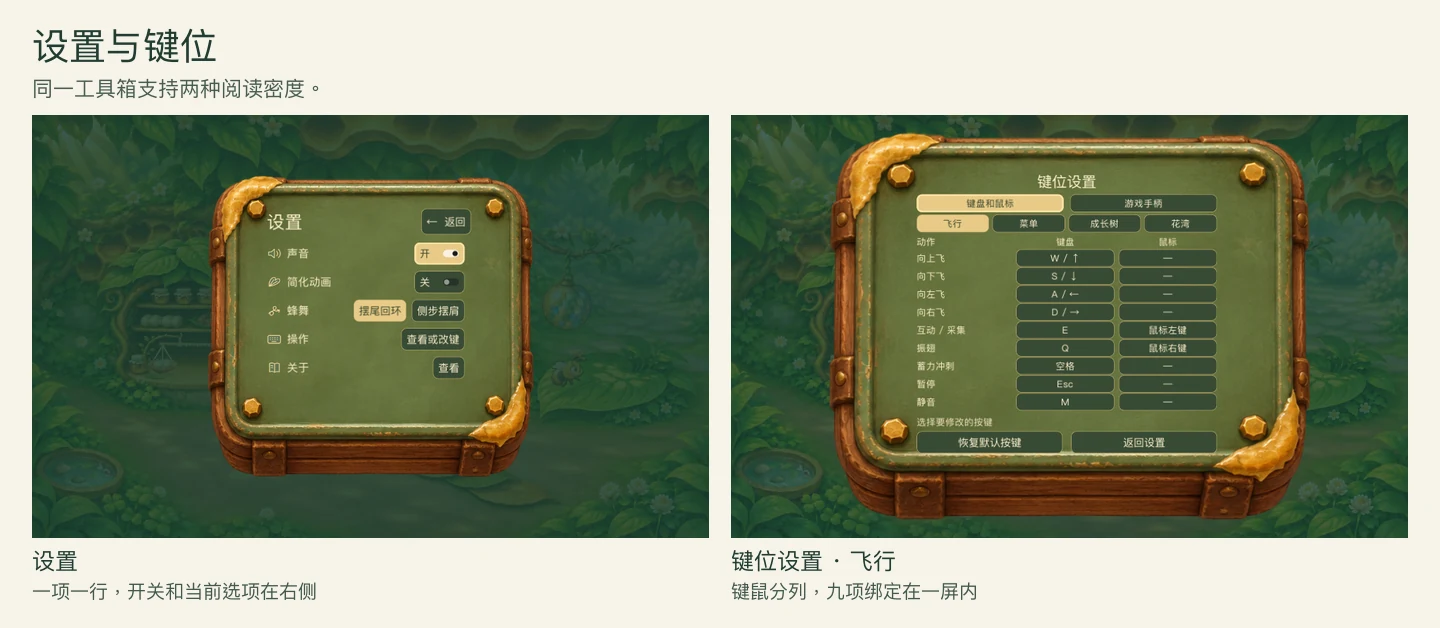 设置与键位
同一工具箱支持两种阅读密度。
设置
← 返回
声音 开
简化动画 关
蜂舞 摆尾回环 侧步摆肩
操作 查看或改键
关于 查看
键位设置
键盘和鼠标 游戏手柄
飞行 菜单 成长树 花湾
动作 键盘 鼠标
向上飞 W / ↑ —
向下飞 S / ↓ —
向左飞 A / ← —
向右飞 D / → —
互动 / 采集 E 鼠标左键
振翅 Q 鼠标右键
蓄力冲刺 空格 —
暂停 Esc —
静音 M —
选择要修改的按键
恢复默认按键 返回设置
设置
一项一行，开关和当前选项在右侧
键位设置 · 飞行
键鼠分列，九项绑定在一屏内